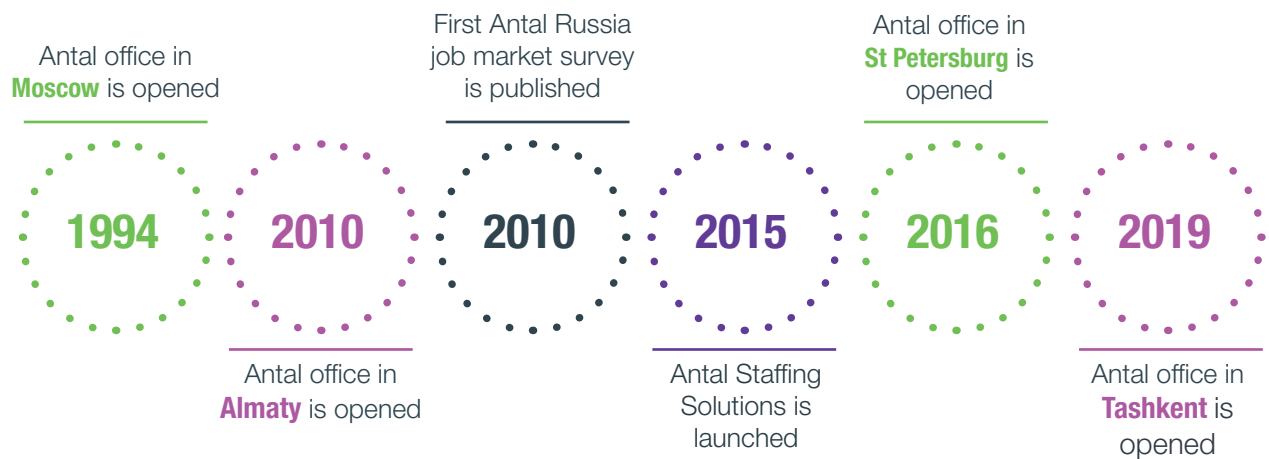 Antal office in
Moscow is opened
1994
2010
Antal office in
Almaty is opened
First Antal Russia
job market survey
is published
2010
2015
Antal Staffing
Solutions is
launched
Antal office in
St Petersburg is
opened
2016
2019
Antal office in
Tashkent is
opened